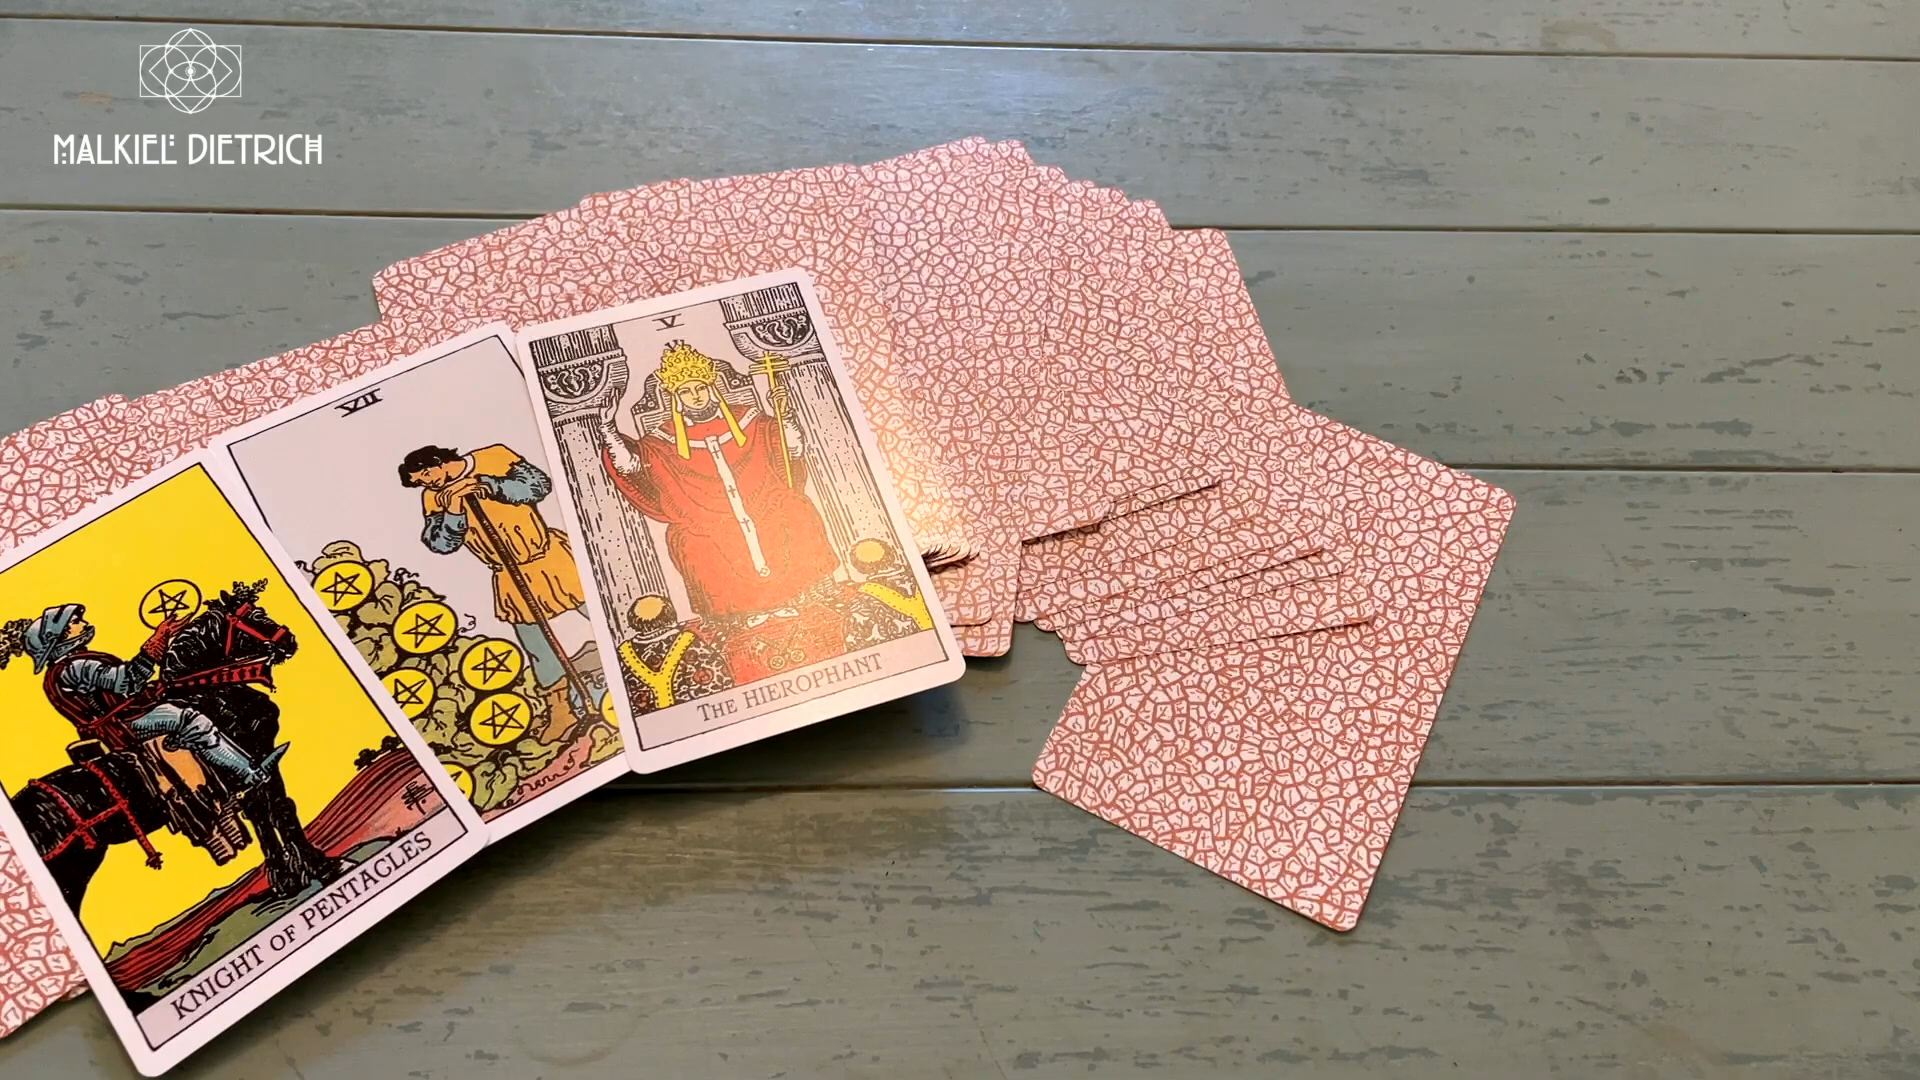 MALKIEL DIETRICH
VII
V
THE HIEROPHANT
KNIGHT OF PENTACLES